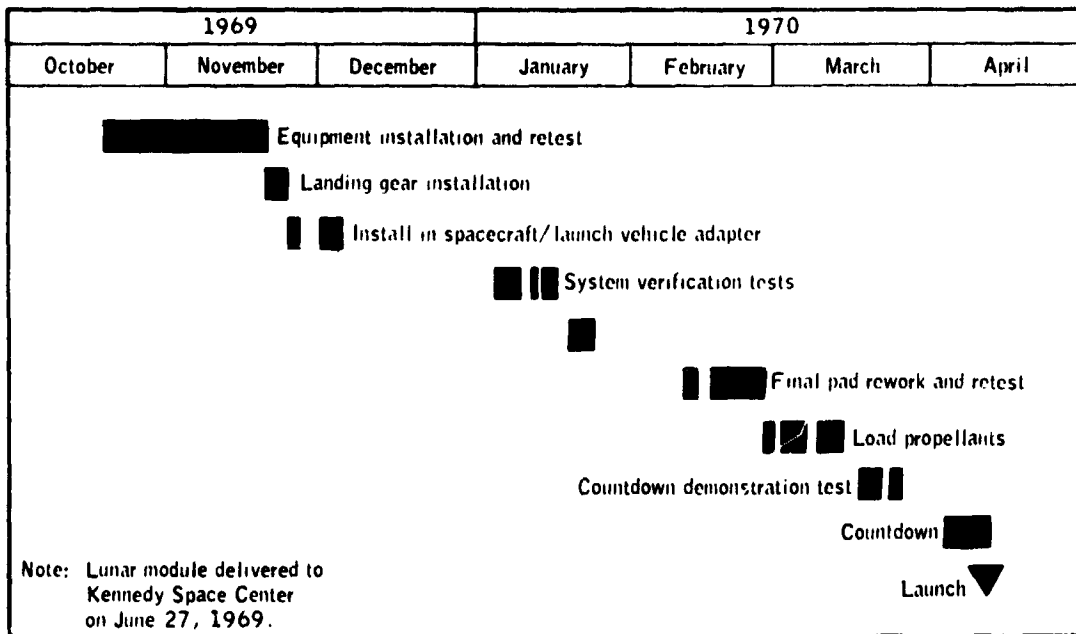 1969 1970
October November December January February March April
Equipment installation and retest
Landing gear installation
Install in spacecraft/launch vehicle adapter
System verification tests
Final pad rework and retest
Load propellants
Countdown demonstration test
Countdown
Launch
Note: Lunar module delivered to
Kennedy Space Center
on June 27, 1969.